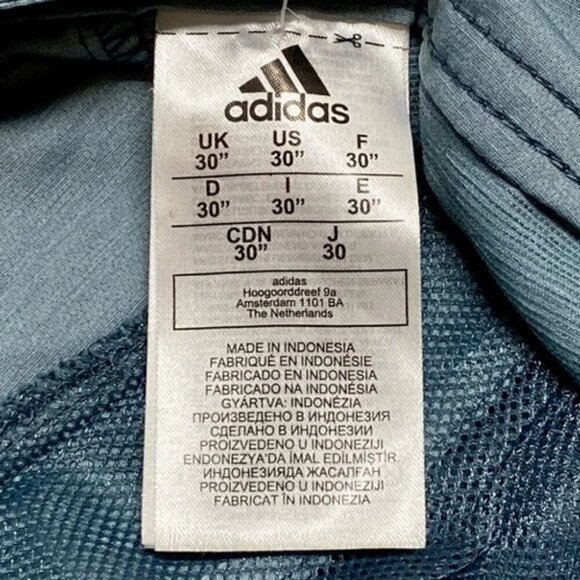 adidas
UK US F
30" 30" 30"
D I E
30" 30" 30"
CDN J
30" 30
adidas
Hoogoorddreef 9a
Amsterdam 1101 BA
The Netherlands
MADE IN INDONESIA
FABRIQUÉ EN INDONÉSIE
FABRICADO EN INDONESIA
FABRICADO NA INDONÉSIA
GYÁRTVA: INDONÉZIA
ПРОИЗВЕДЕНО В ИНДОНЕЗИЯ
СДЕЛАНО В ИНДОНЕЗИИ
PROIZVEDENO U INDONEZIJI
ENDONEZYA'DA İMAL EDİLMİŞTİR.
ИНДОНЕЗИЯДА ЖАСАЛҒАН
PROIZVEDENO U INDONEZIJI
FABRICAT ÎN INDONEZIA